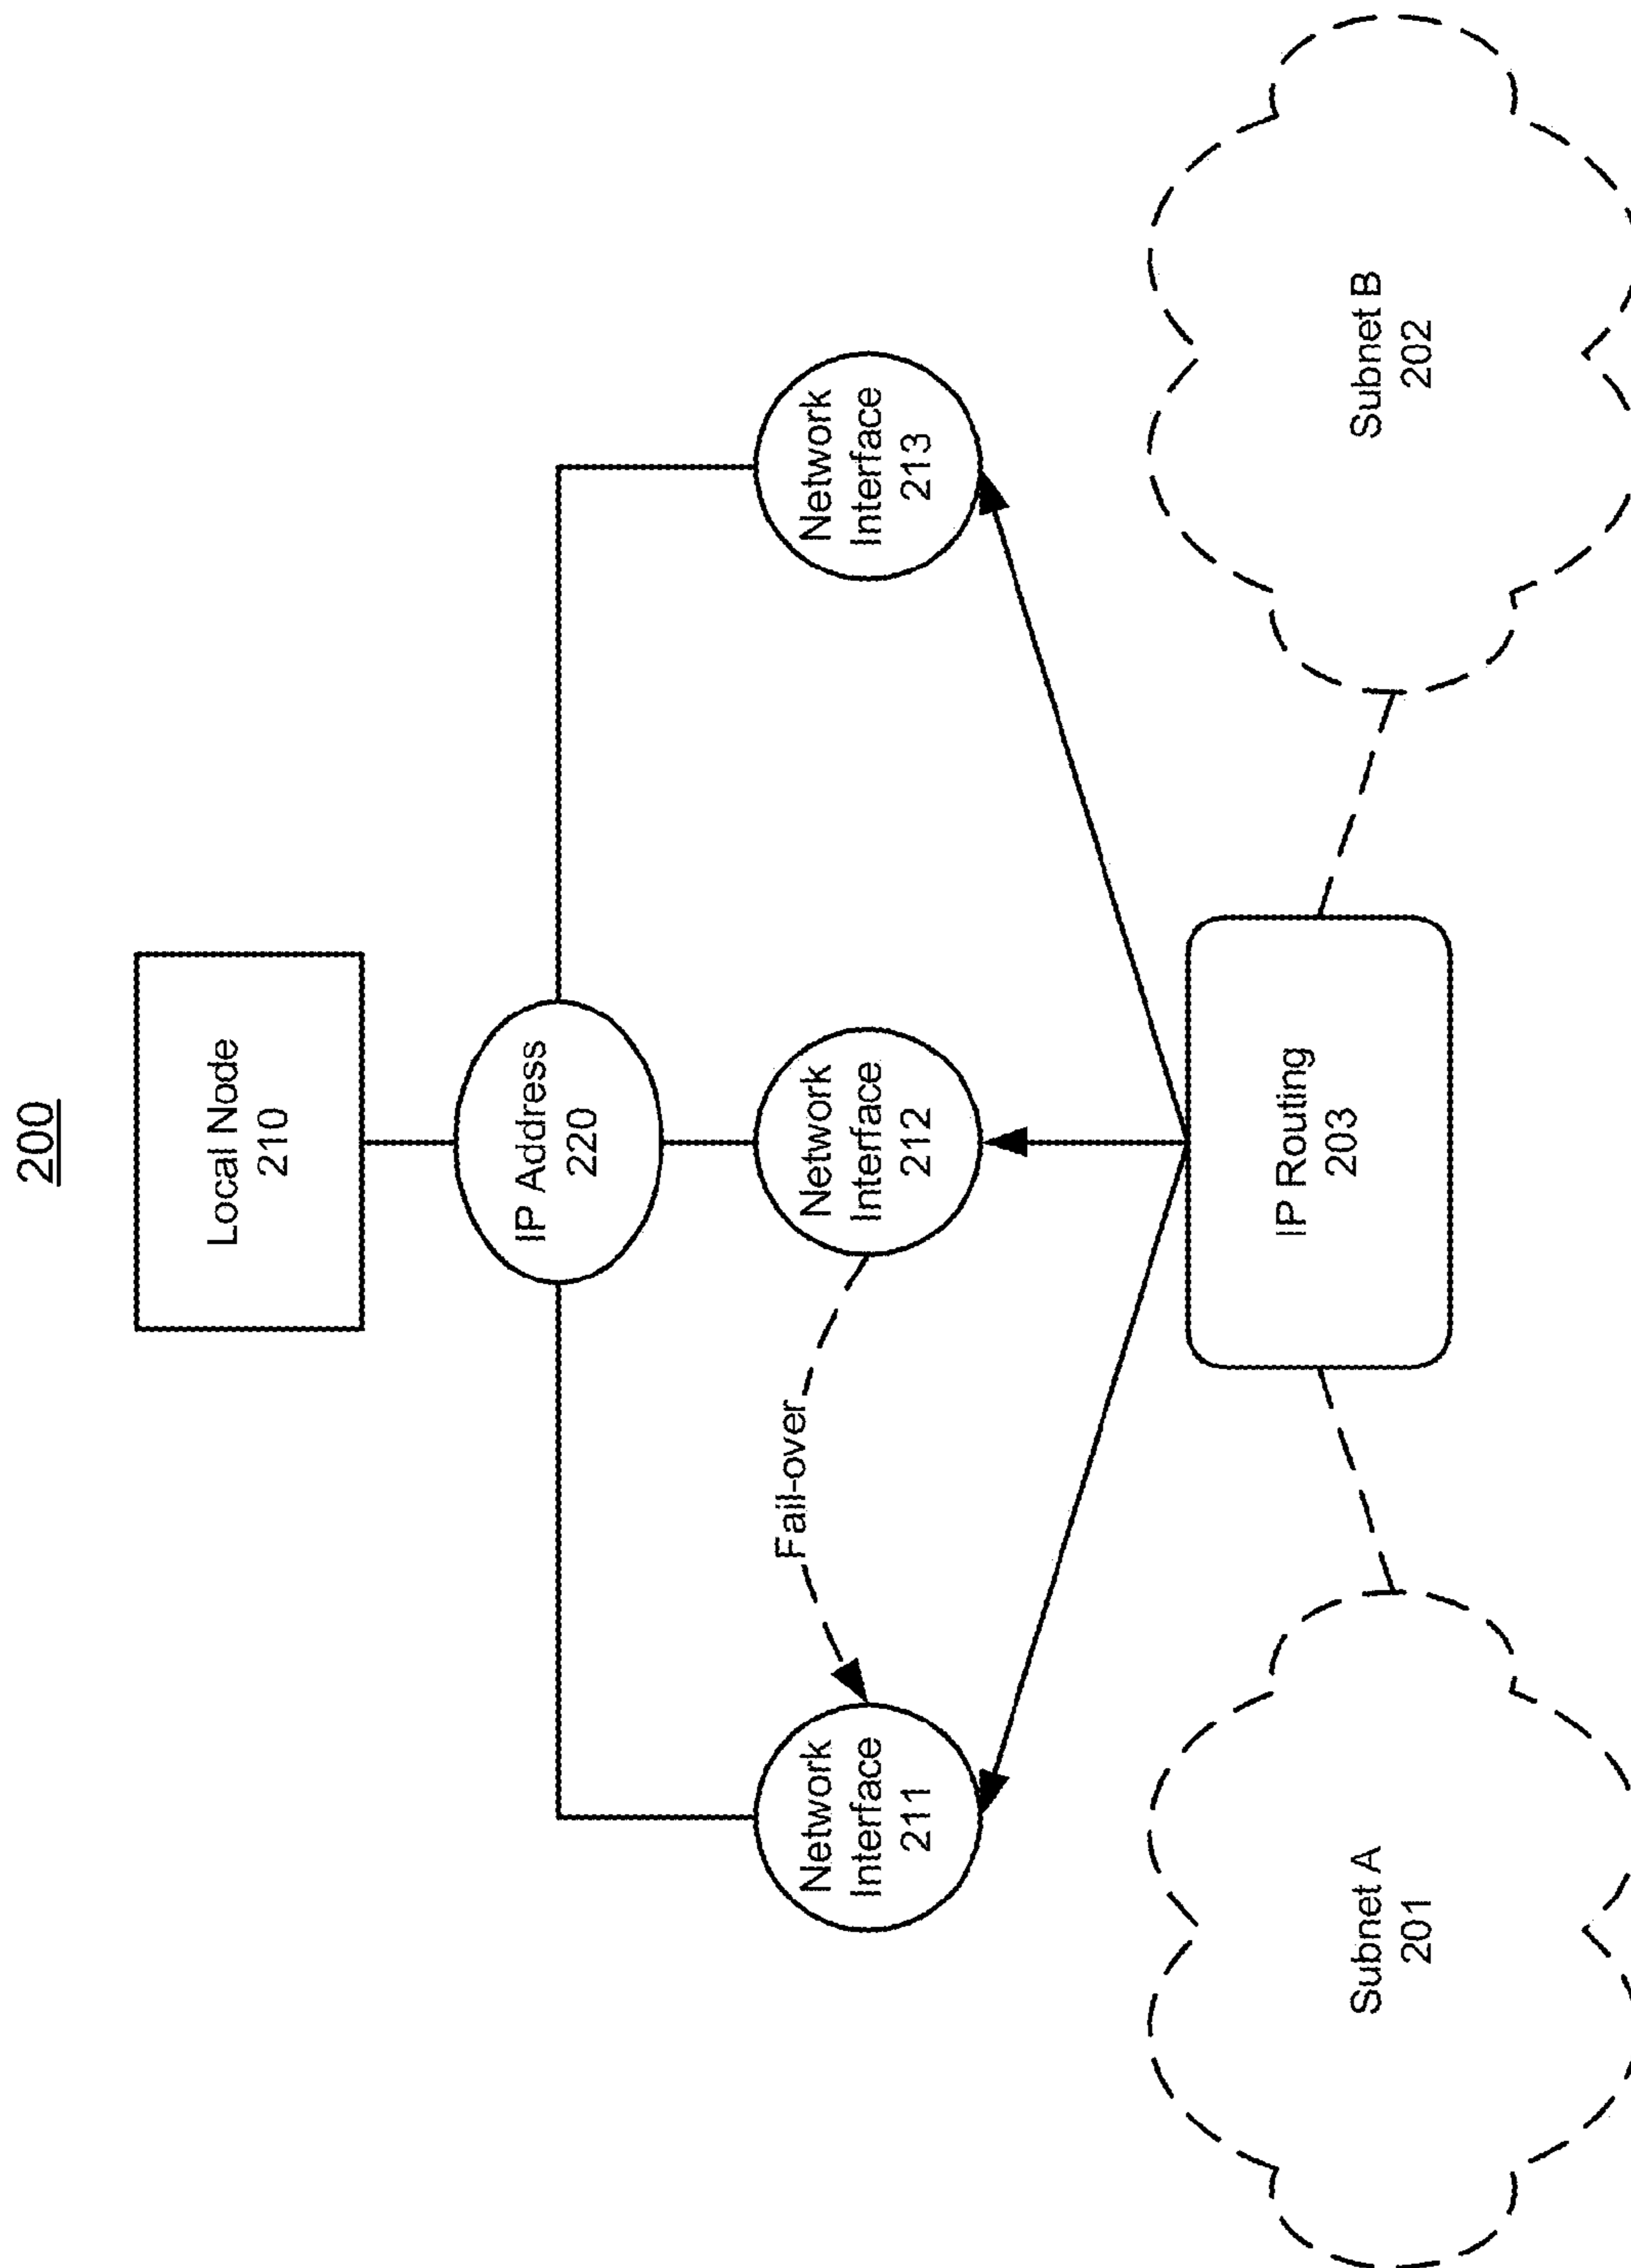 200
Local Node
210
IP Address
220
Fail-over
Network
Interface
211
Network
Interface
212
Network
Interface
213
IP Routing
203
Subnet A
201
Subnet B
202